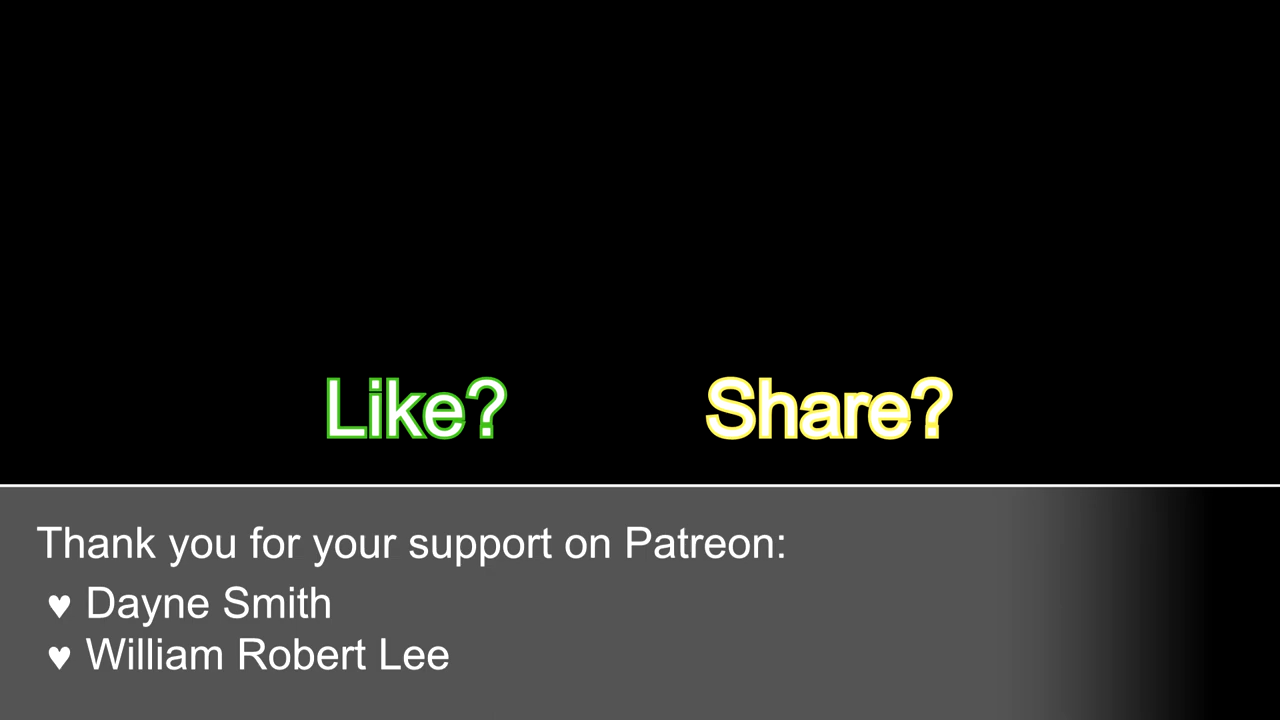 Like? Share?
Thank you for your support on Patreon:
♥ Dayne Smith
♥ William Robert Lee